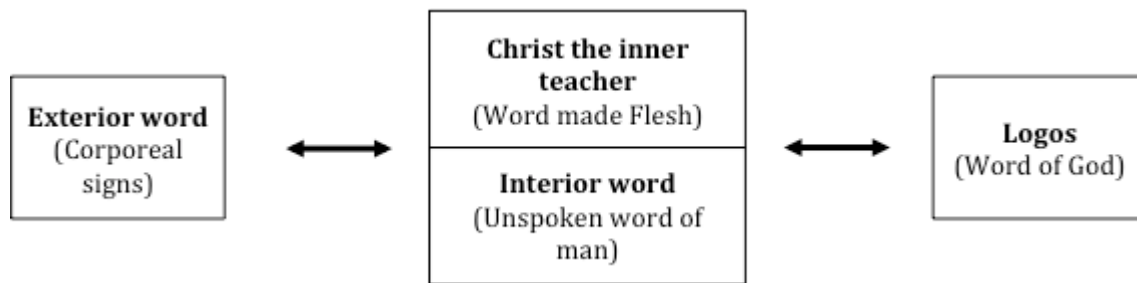 Exterior word
(Corporeal
signs)
Christ the inner
teacher
(Word made Flesh)
Interior word
(Unspoken word of
man)
Logos
(Word of God)